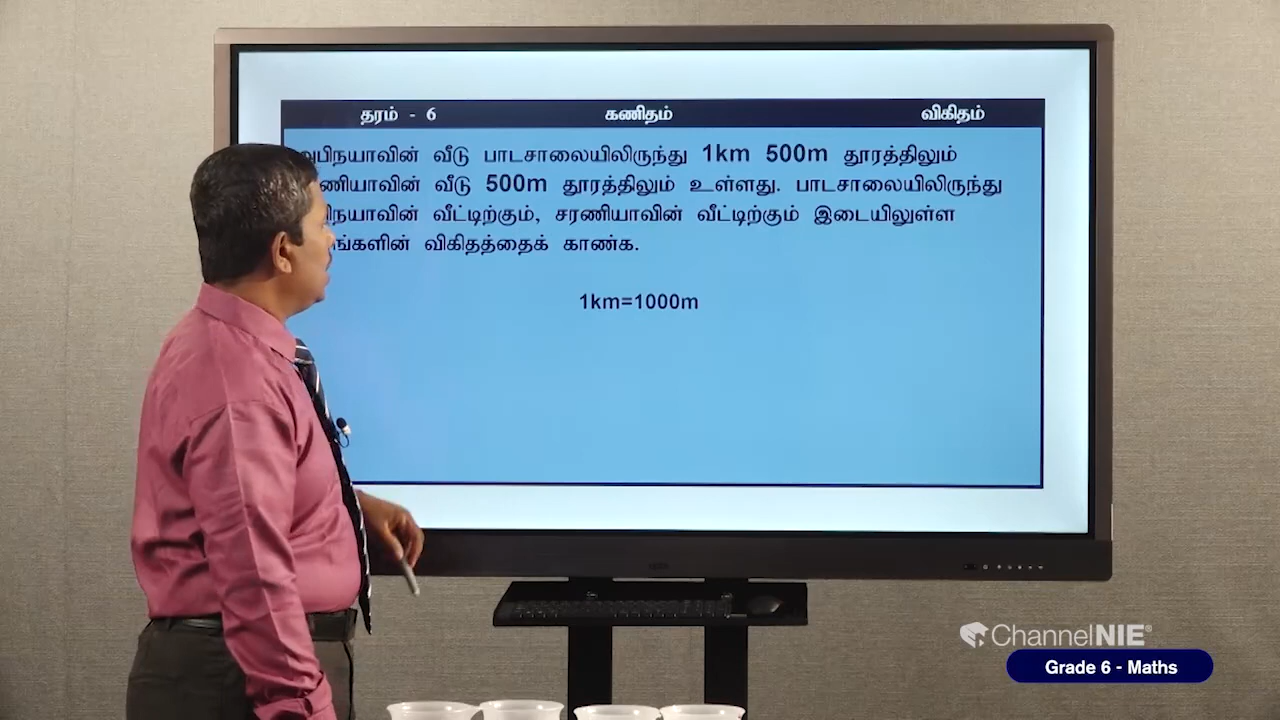 தரம் - 6 கணிதம் விகிதம்
வீடு பாடசாலையிலிருந்து 1km 500m தூரத்திலும்
வீடு 500m தூரத்திலும் உள்ளது. பாடசாலையிலிருந்து
வீட்டிற்கும், சரணியாவின் வீட்டிற்கும் இடையிலுள்ள
விகிதத்தைக் காண்க.
1km=1000m
ChannelNIE®
Grade 6 - Maths